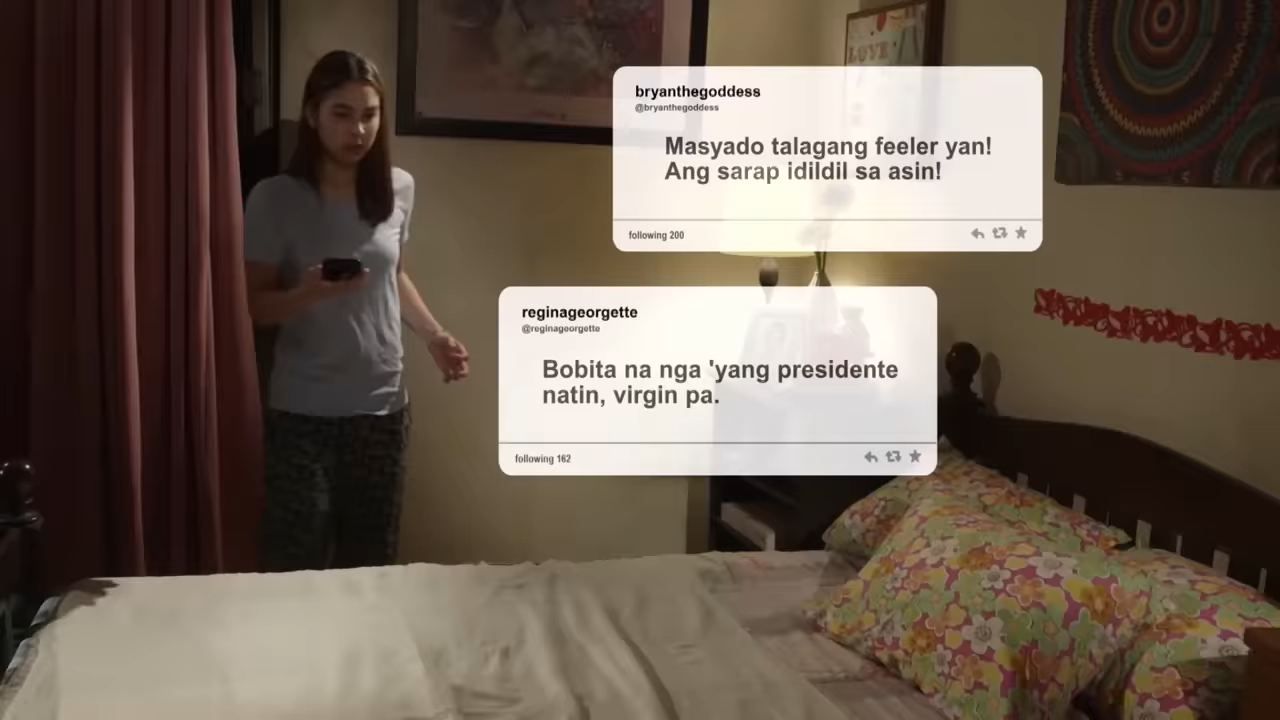 LOVE
bryanthegoddess
@bryanthegoddess
Masyado talagang feeler yan!
Ang sarap idildil sa asin!
following 200
reginageorgette
@reginageorgette
Bobita na nga 'yang presidente
natin, virgin pa.
following 162